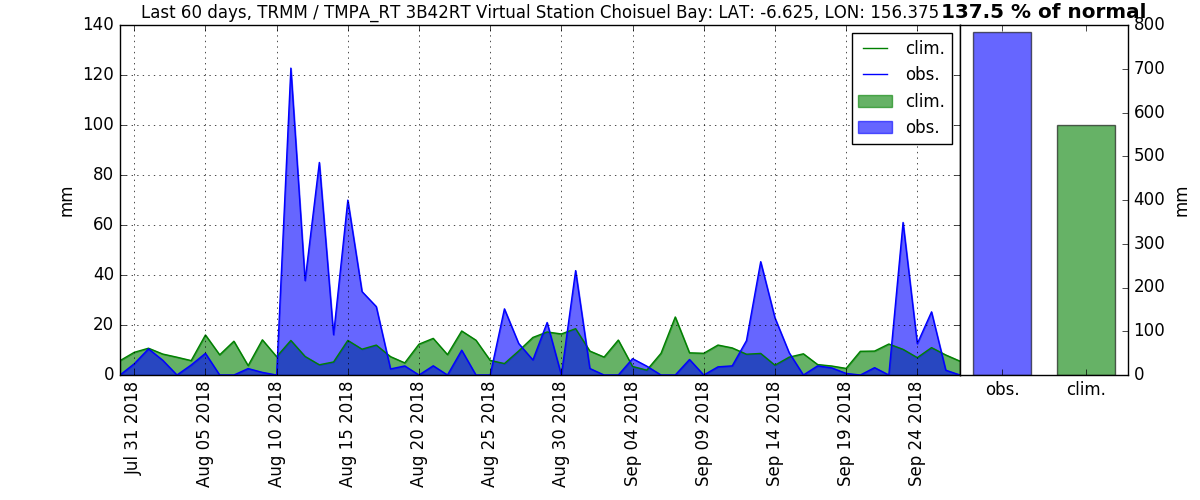 Last 60 days, TRMM / TMPA_RT 3B42RT Virtual Station Choisuel Bay: LAT: -6.625, LON: 156.375
137.5 % of normal
140
120
100
80
60
40
20
0
mm
clim.
obs.
clim.
obs.
Jul 31 2018
Aug 05 2018
Aug 10 2018
Aug 15 2018
Aug 20 2018
Aug 25 2018
Aug 30 2018
Sep 04 2018
Sep 09 2018
Sep 14 2018
Sep 19 2018
Sep 24 2018
800
700
600
500
400
300
200
100
0
mm
obs.
clim.